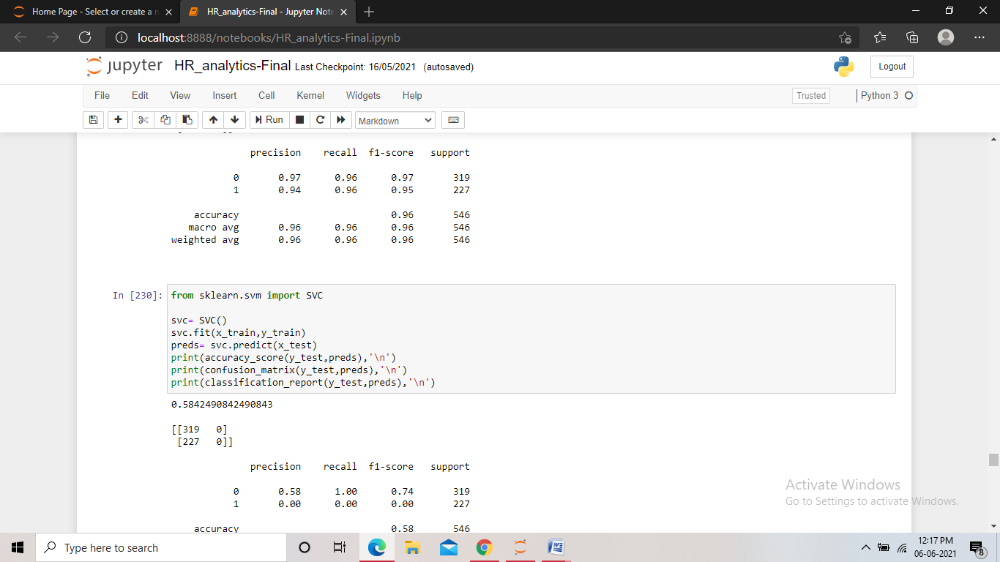 Home Page - Select or create a n
HR_analytics-Final - Jupyter Note
localhost:8888/notebooks/HR_analytics-Final.ipynb
jupyter HR_analytics-Final Last Checkpoint: 16/05/2021 (autosaved)
Logout
File Edit View Insert Cell Kernel Widgets Help
Trusted
Python 3
Run
Markdown
precision recall f1-score support
0 0.97 0.96 0.97 319
1 0.94 0.96 0.95 227
accuracy 0.96 546
macro avg 0.96 0.96 0.96 546
weighted avg 0.96 0.96 0.96 546
In [230]: from sklearn.svm import SVC
svc= SVC()
svc.fit(x_train,y_train)
preds= svc.predict(x_test)
print(accuracy_score(y_test,preds),'\n')
print(confusion_matrix(y_test,preds),'\n')
print(classification_report(y_test,preds),'\n')
0.5842490842490843
[[319 0]
[227 0]]
precision recall f1-score support
0 0.58 1.00 0.74 319
1 0.00 0.00 0.00 227
accuracy 0.58 546
Activate Windows
Go to Settings to activate Windows.
Type here to search
12:17 PM
06-06-2021
8